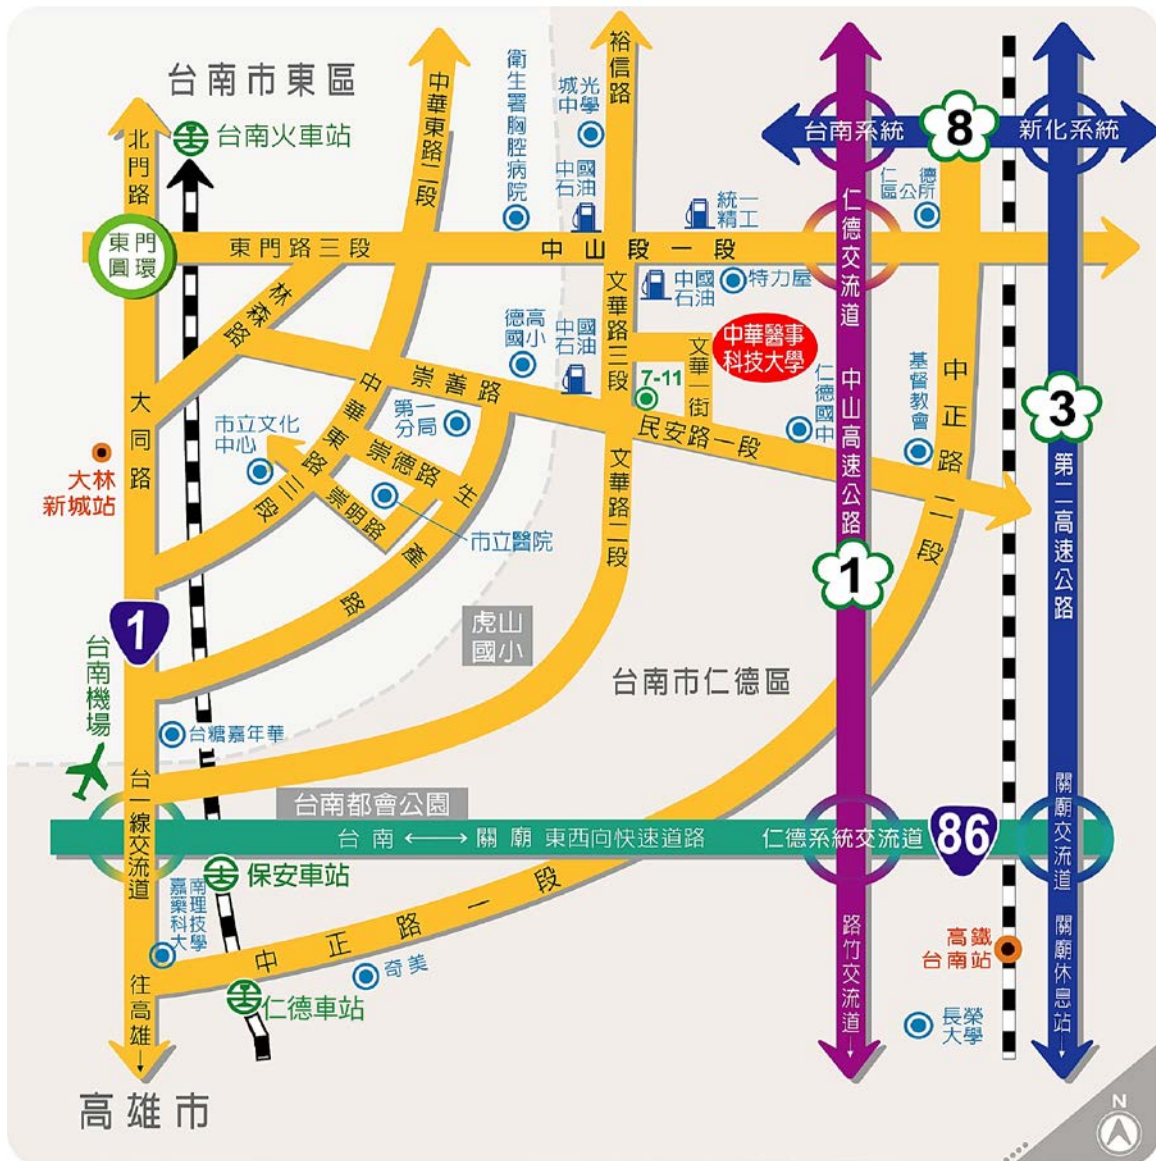 台南市東區
台南火車站
北門路
中華東路二段
衛生署胸腔病院
城光
中學
裕信路
中國
石油
統一
精工
台南系統
8
新化系統
仁德
區公所
仁德交流道
東門
圓環
東門路三段
中山段一段
中國
石油
特力屋
文華路三段
林森路
德高
國小
中國
石油
7-11
文華一街
中華醫事
科技大學
中山高速公路
基督教會
中正路二段
3
大同路
中華東路三段
崇善路
第一
分局
民安路一段
仁德
國中
市立文化
中心
崇德路
崇明路
市立醫院
生產路
文華路二段
第二高速公路
大林
新城站
1
1
台南機場
虎山
國小
台南市仁德區
台糖嘉年華
台一線交流道
台南都會公園
台南 ←→ 關廟 東西向快速道路
仁德系統交流道
86
關廟交流道
保安車站
嘉南
藥理
科技
大學
中正路一段
奇美
仁德車站
往高雄↓
路竹交流道↓
高鐵
台南站
關廟休息站↓
長榮
大學
高雄市
N